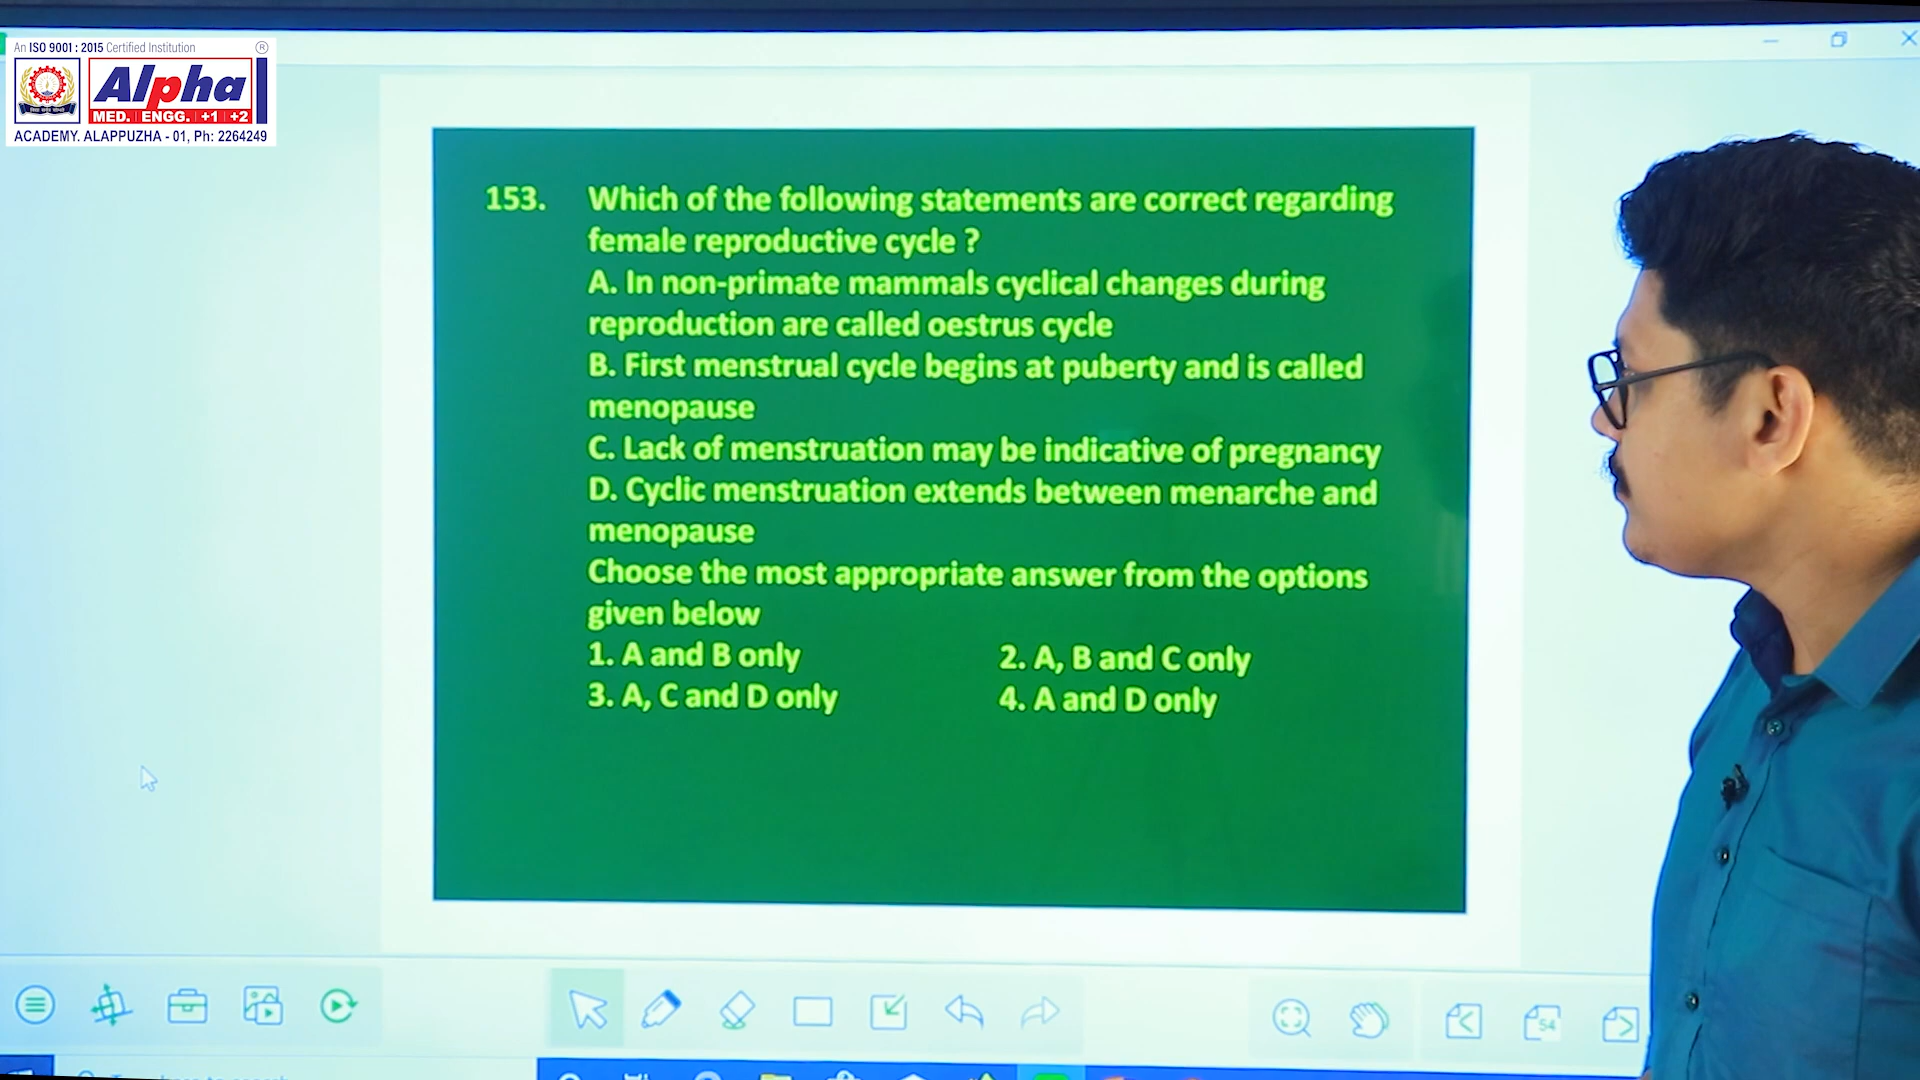 An ISO 9001 : 2015 Certified Institution ®
Alpha
MED. ENGG. +1 +2
ACADEMY. ALAPPUZHA - 01, Ph: 2264249
153. Which of the following statements are correct regarding
female reproductive cycle ?
A. In non-primate mammals cyclical changes during
reproduction are called oestrus cycle
B. First menstrual cycle begins at puberty and is called
menopause
C. Lack of menstruation may be indicative of pregnancy
D. Cyclic menstruation extends between menarche and
menopause
Choose the most appropriate answer from the options
given below
1. A and B only 2. A, B and C only
3. A, C and D only 4. A and D only
54